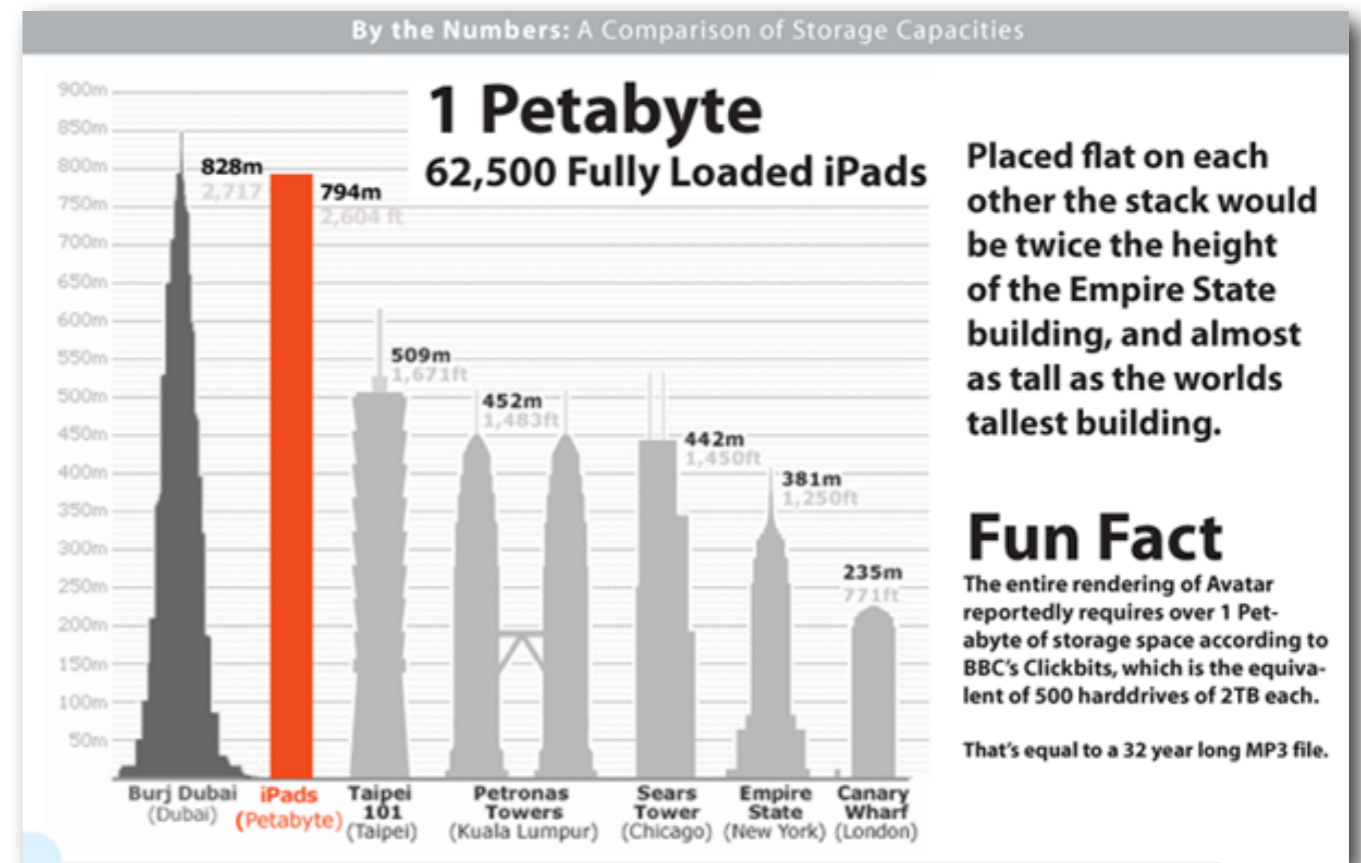 By the Numbers: A Comparison of Storage Capacities
1 Petabyte
62,500 Fully Loaded iPads
900m
850m
800m
750m
700m
650m
600m
550m
500m
450m
400m
350m
300m
250m
200m
150m
100m
50m
828m
2,717
794m
2,604 ft
509m
1,671ft
452m
1,483ft
442m
1,450ft
381m
1,250ft
235m
771ft
Burj Dubai
(Dubai)
iPads
(Petabyte)
Taipei
101
(Taipei)
Petronas
Towers
(Kuala Lumpur)
Sears
Tower
(Chicago)
Empire
State
(New York)
Canary
Wharf
(London)
Placed flat on each
other the stack would
be twice the height
of the Empire State
building, and almost
as tall as the worlds
tallest building.
Fun Fact
The entire rendering of Avatar
reportedly requires over 1 Pet-
abyte of storage space according to
BBC's Clickbits, which is the equiva-
lent of 500 harddrives of 2TB each.
That's equal to a 32 year long MP3 file.